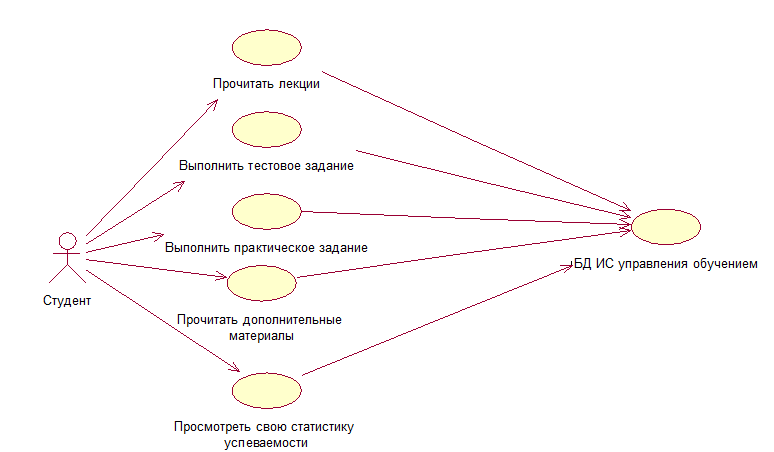 Прочитать лекции
Выполнить тестовое задание
Выполнить практическое задание
БД ИС управления обучением
Студент
Прочитать дополнительные
материалы
Просмотреть свою статистику
успеваемости